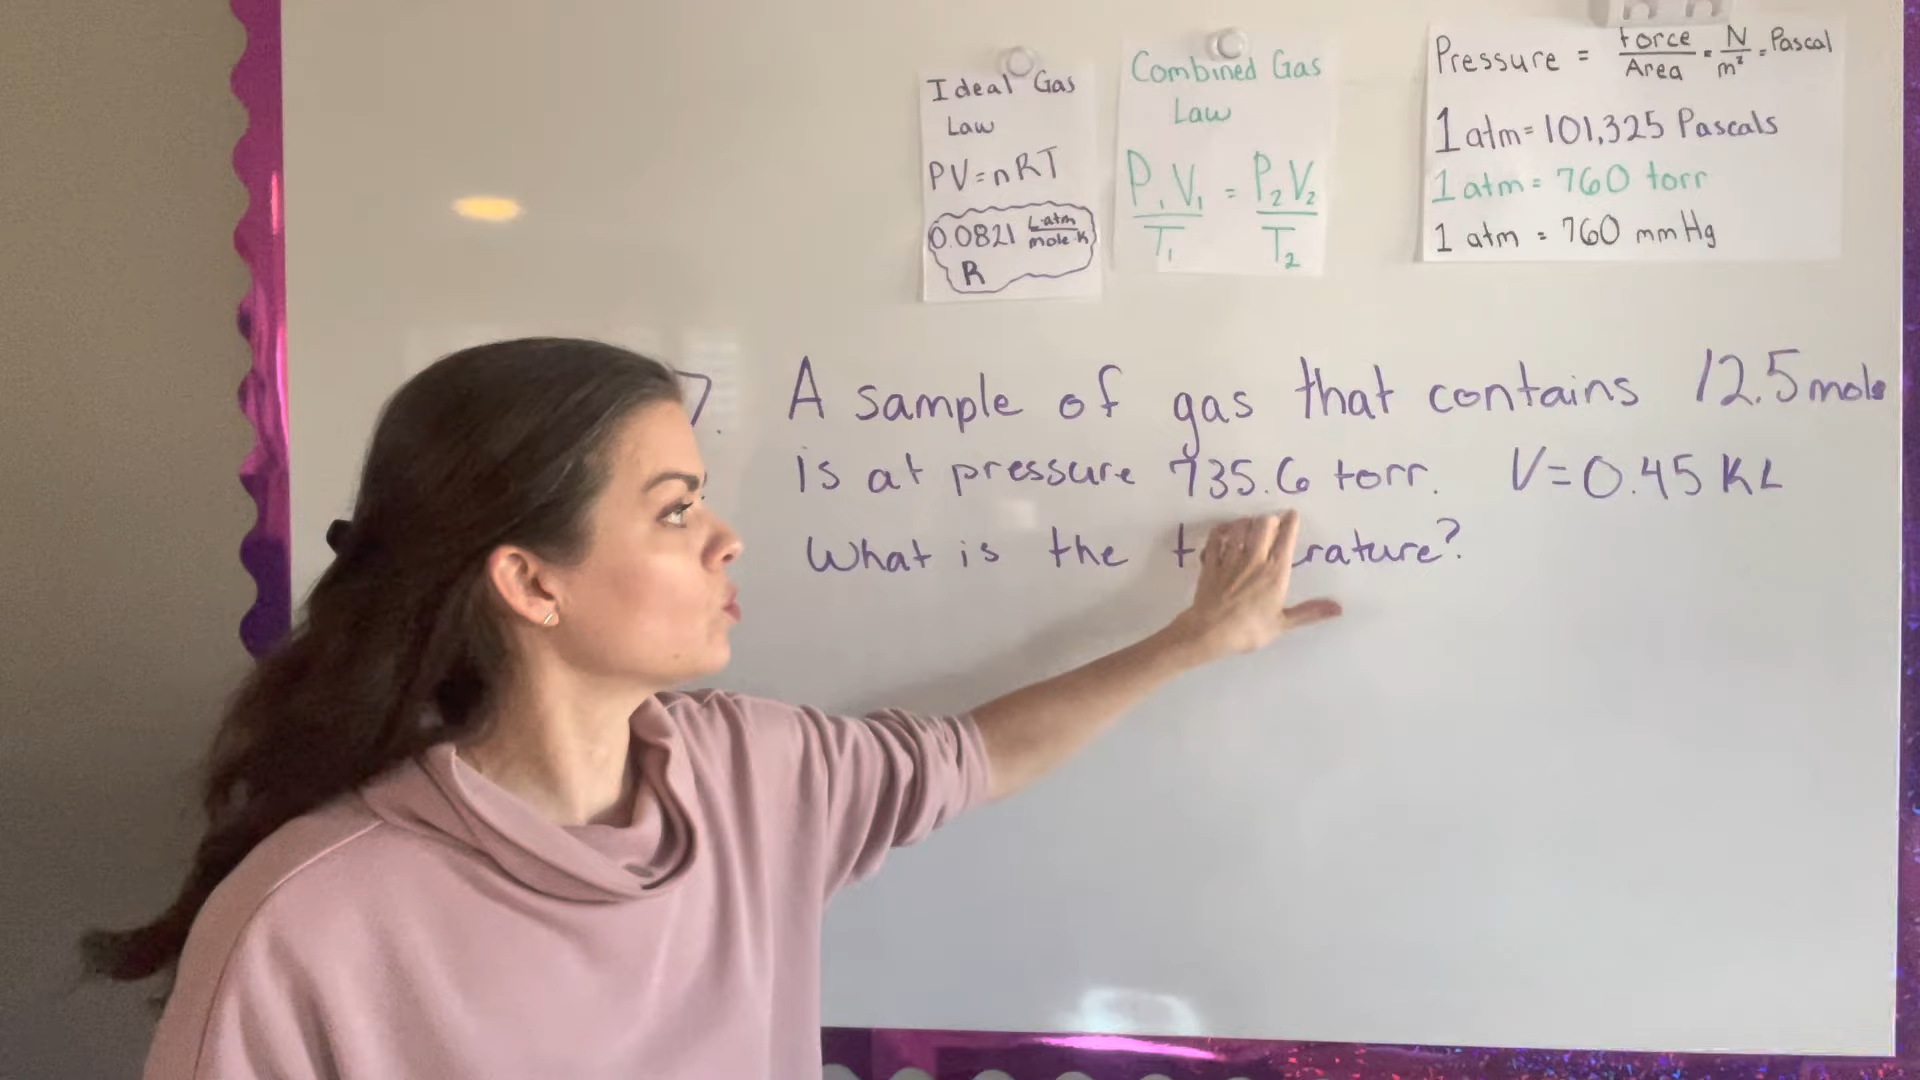 Ideal Gas
Law
PV=nRT
0.0821 L·atm
mole·K
R
Combined Gas
Law
P₁V₁ = P₂V₂
T₁ T₂
Pressure = Force = N = Pascal
Area m²
1 atm = 101,325 Pascals
1 atm = 760 torr
1 atm = 760 mmHg
7. A sample of gas that contains 12.5 mole
is at pressure 735.6 torr. V=0.45 KL
What is the